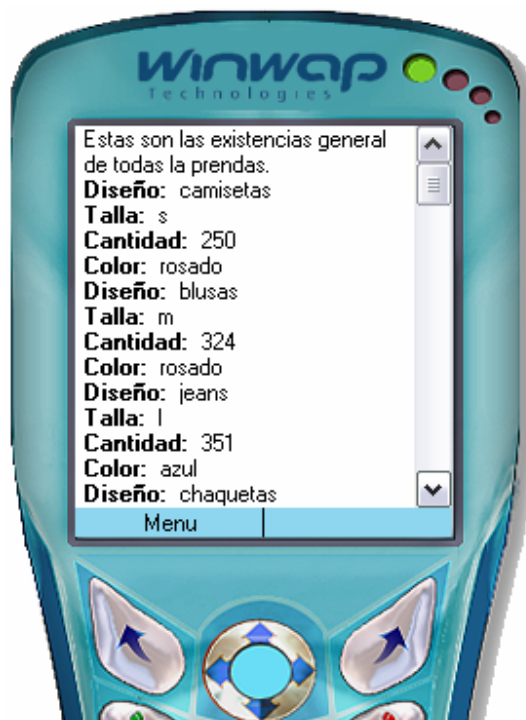 Winwap
Technologies
Estas son las existencias general
de todas la prendas.
Diseño: camisetas
Talla: s
Cantidad: 250
Color: rosado
Diseño: blusas
Talla: m
Cantidad: 324
Color: rosado
Diseño: jeans
Talla: l
Cantidad: 351
Color: azul
Diseño: chaquetas
Menu